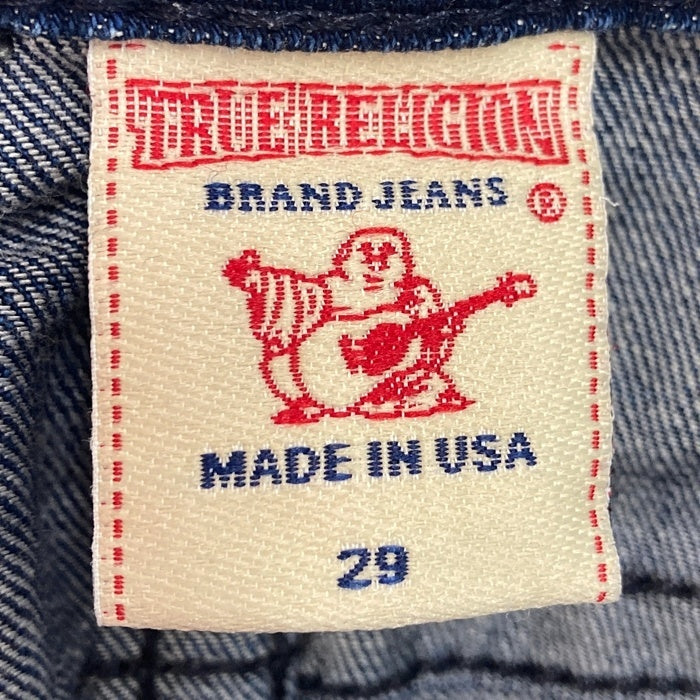 TRUE RELIGION
BRAND JEANS ®
MADE IN USA
29